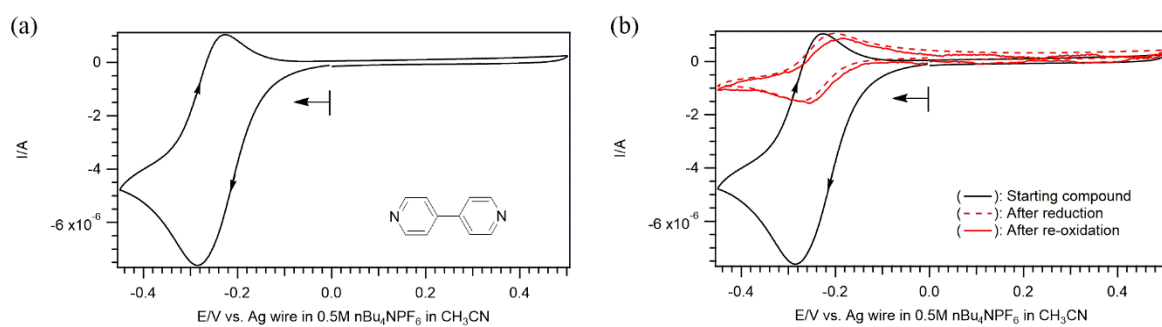 (a)
0
-2
-4
-6 x10⁻⁶
I/A
N
N
-0.4 -0.2 0.0 0.2 0.4
E/V vs. Ag wire in 0.5M nBu₄NPF₆ in CH₃CN
(b)
0
-2
-4
-6 x10⁻⁶
I/A
(—): Starting compound
(---): After reduction
(—): After re-oxidation
-0.4 -0.2 0.0 0.2 0.4
E/V vs. Ag wire in 0.5M nBu₄NPF₆ in CH₃CN